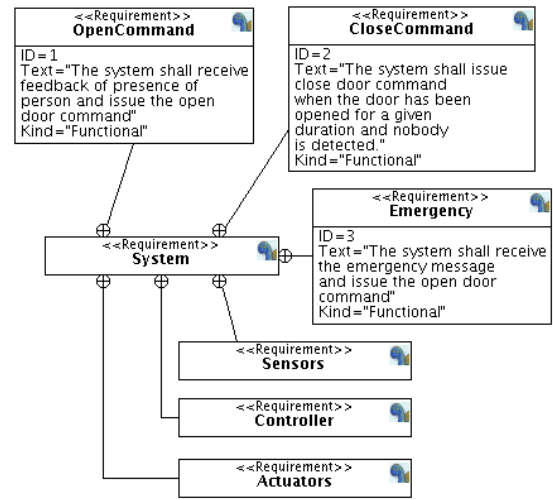 <<Requirement>>
OpenCommand
ID=1
Text="The system shall receive
feedback of presence of
person and issue the open
door command"
Kind="Functional"
<<Requirement>>
CloseCommand
ID=2
Text="The system shall issue
close door command
when the door has been
opened for a given
duration and nobody
is detected."
Kind="Functional"
<<Requirement>>
Emergency
ID=3
Text="The system shall receive
the emergency message
and issue the open door
command"
Kind="Functional"
<<Requirement>>
System
<<Requirement>>
Sensors
<<Requirement>>
Controller
<<Requirement>>
Actuators